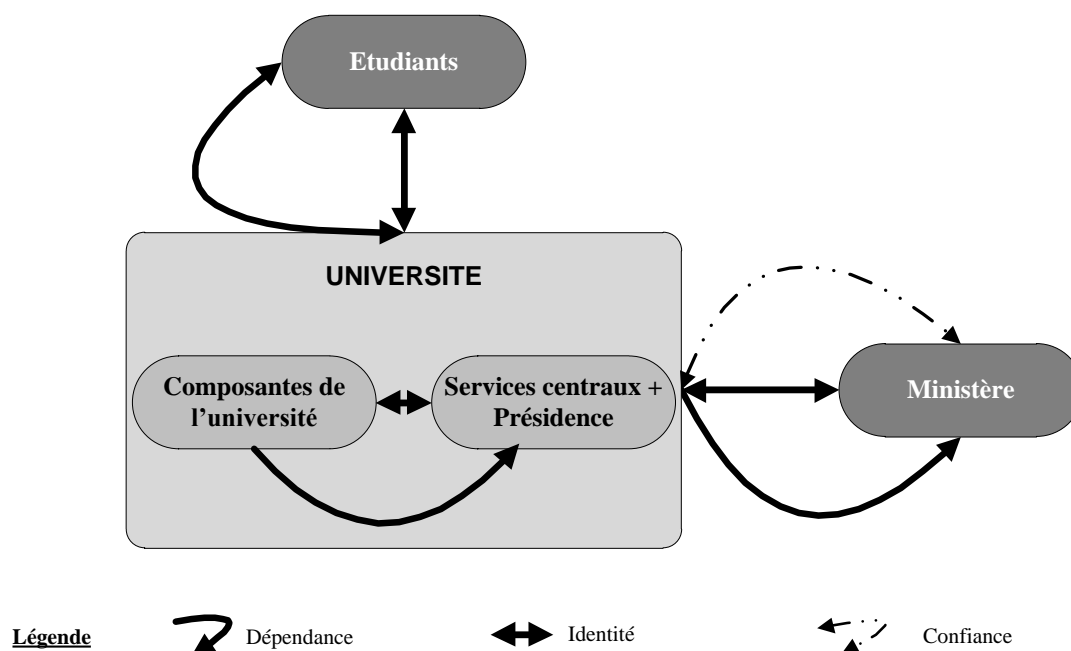 Etudiants
UNIVERSITE
Composantes de
l’université
Services centraux +
Présidence
Ministère
Légende
Dépendance
Identité
Confiance